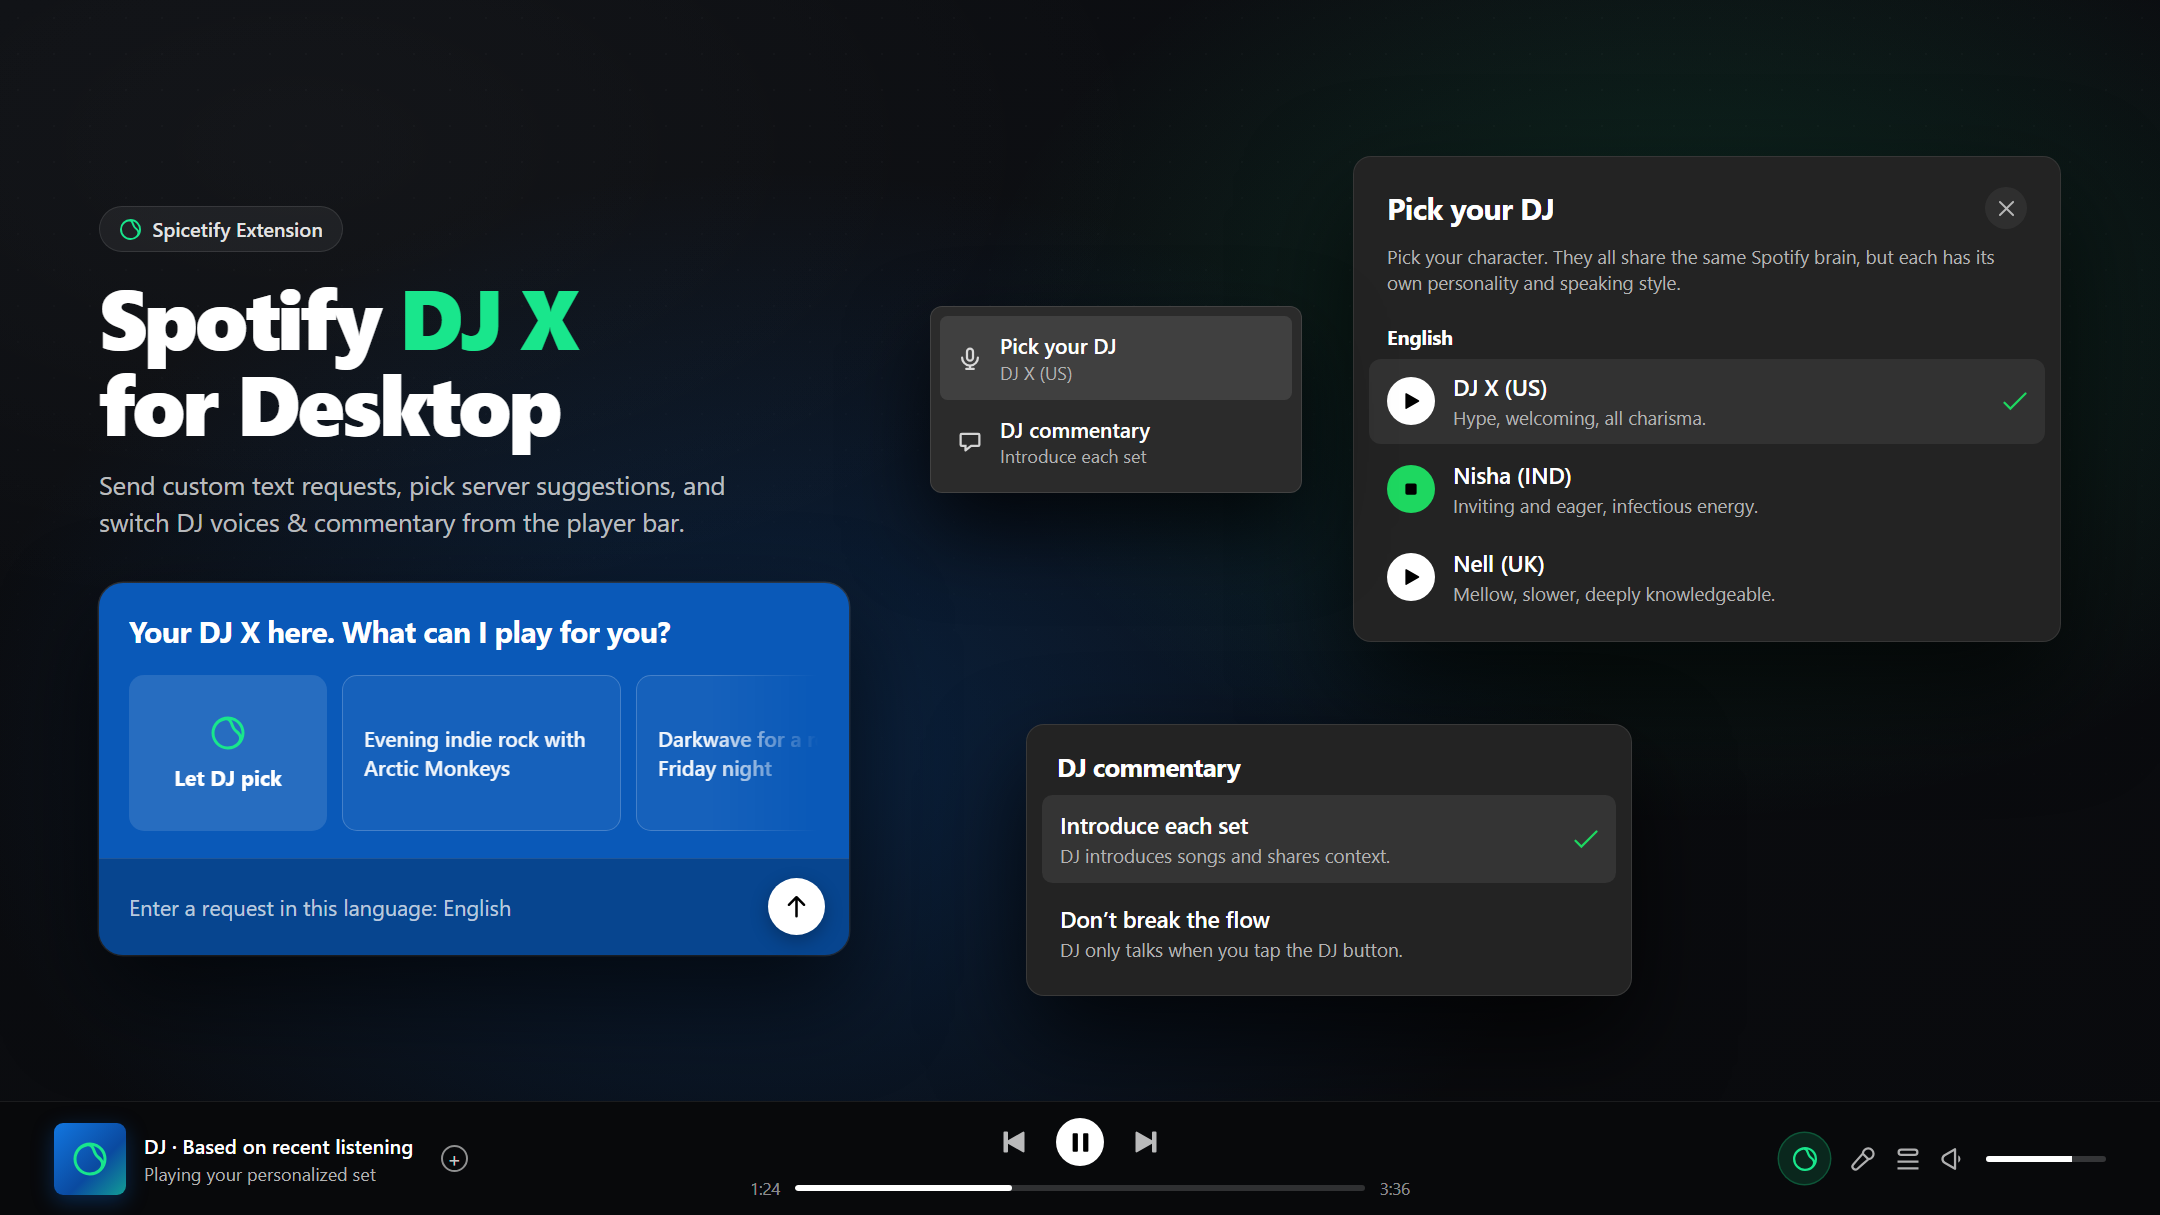 Spicetify Extension
Spotify DJ X
for Desktop
Send custom text requests, pick server suggestions, and
switch DJ voices & commentary from the player bar.
Your DJ X here. What can I play for you?
Let DJ pick
Evening indie rock with
Arctic Monkeys
Darkwave for a
Friday night
Enter a request in this language: English
Pick your DJ
DJ X (US)
DJ commentary
Introduce each set
Pick your DJ
Pick your character. They all share the same Spotify brain, but each has its
own personality and speaking style.
English
DJ X (US)
Hype, welcoming, all charisma.
Nisha (IND)
Inviting and eager, infectious energy.
Nell (UK)
Mellow, slower, deeply knowledgeable.
DJ commentary
Introduce each set
DJ introduces songs and shares context.
Don’t break the flow
DJ only talks when you tap the DJ button.
DJ · Based on recent listening
Playing your personalized set
1:24
3:36